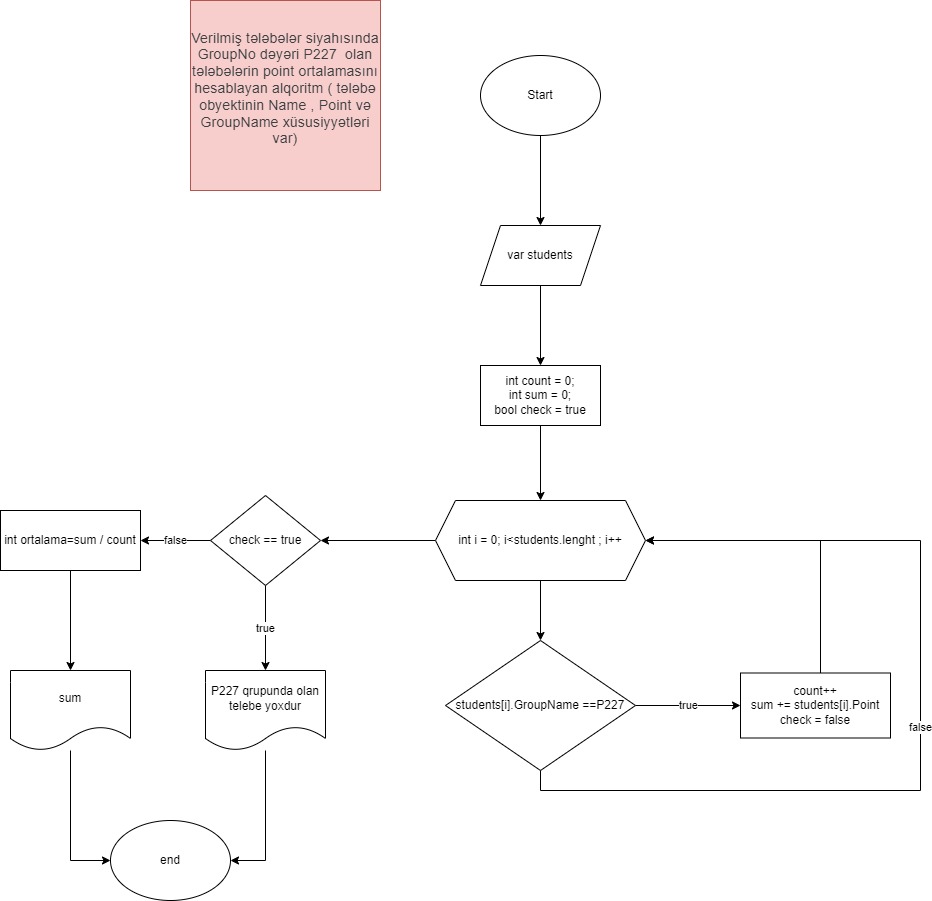 Verilmiş tələbələr siyahısında
GroupNo dəyəri P227 olan
tələbələrin point ortalamasını
hesablayan alqoritm ( tələbə
obyektinin Name , Point və
GroupName xüsusiyyətləri
var)
Start
var students
int count = 0;
int sum = 0;
bool check = true
int i = 0; i<students.lenght ; i++
check == true
false
int ortalama=sum / count
true
sum
P227 qrupunda olan
telebe yoxdur
students[i].GroupName ==P227
true
count++
sum += students[i].Point
check = false
false
end